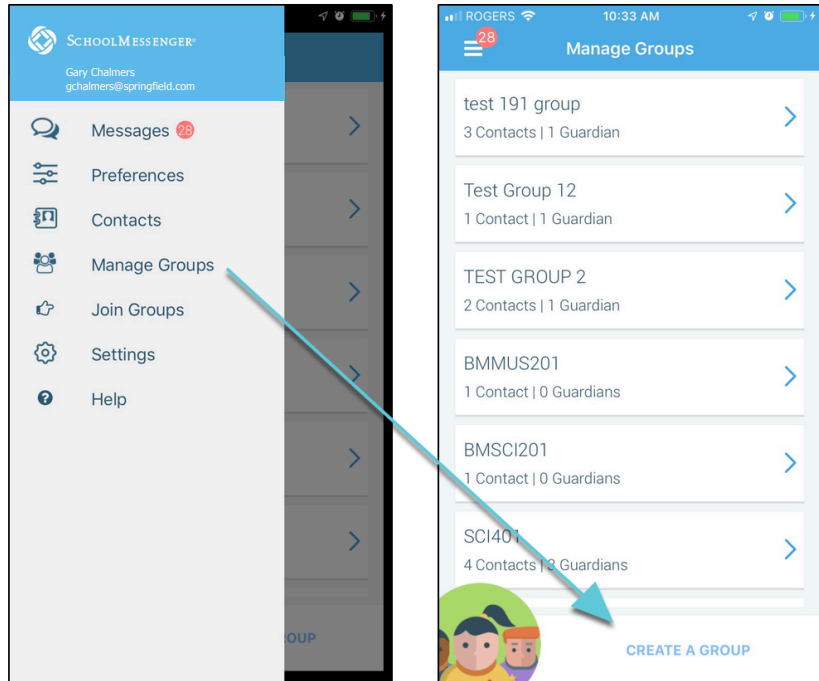 SCHOOLMESSENGER®
Gary Chalmers
gchalmers@springfield.com
Messages 28
Preferences
Contacts
Manage Groups
Join Groups
Settings
Help
OUP
ROGERS 10:33 AM
28
Manage Groups
test 191 group
3 Contacts | 1 Guardian
Test Group 12
1 Contact | 1 Guardian
TEST GROUP 2
2 Contacts | 1 Guardian
BMMUS201
1 Contact | 0 Guardians
BMSCI201
1 Contact | 0 Guardians
SCI401
4 Contacts | 3 Guardians
CREATE A GROUP